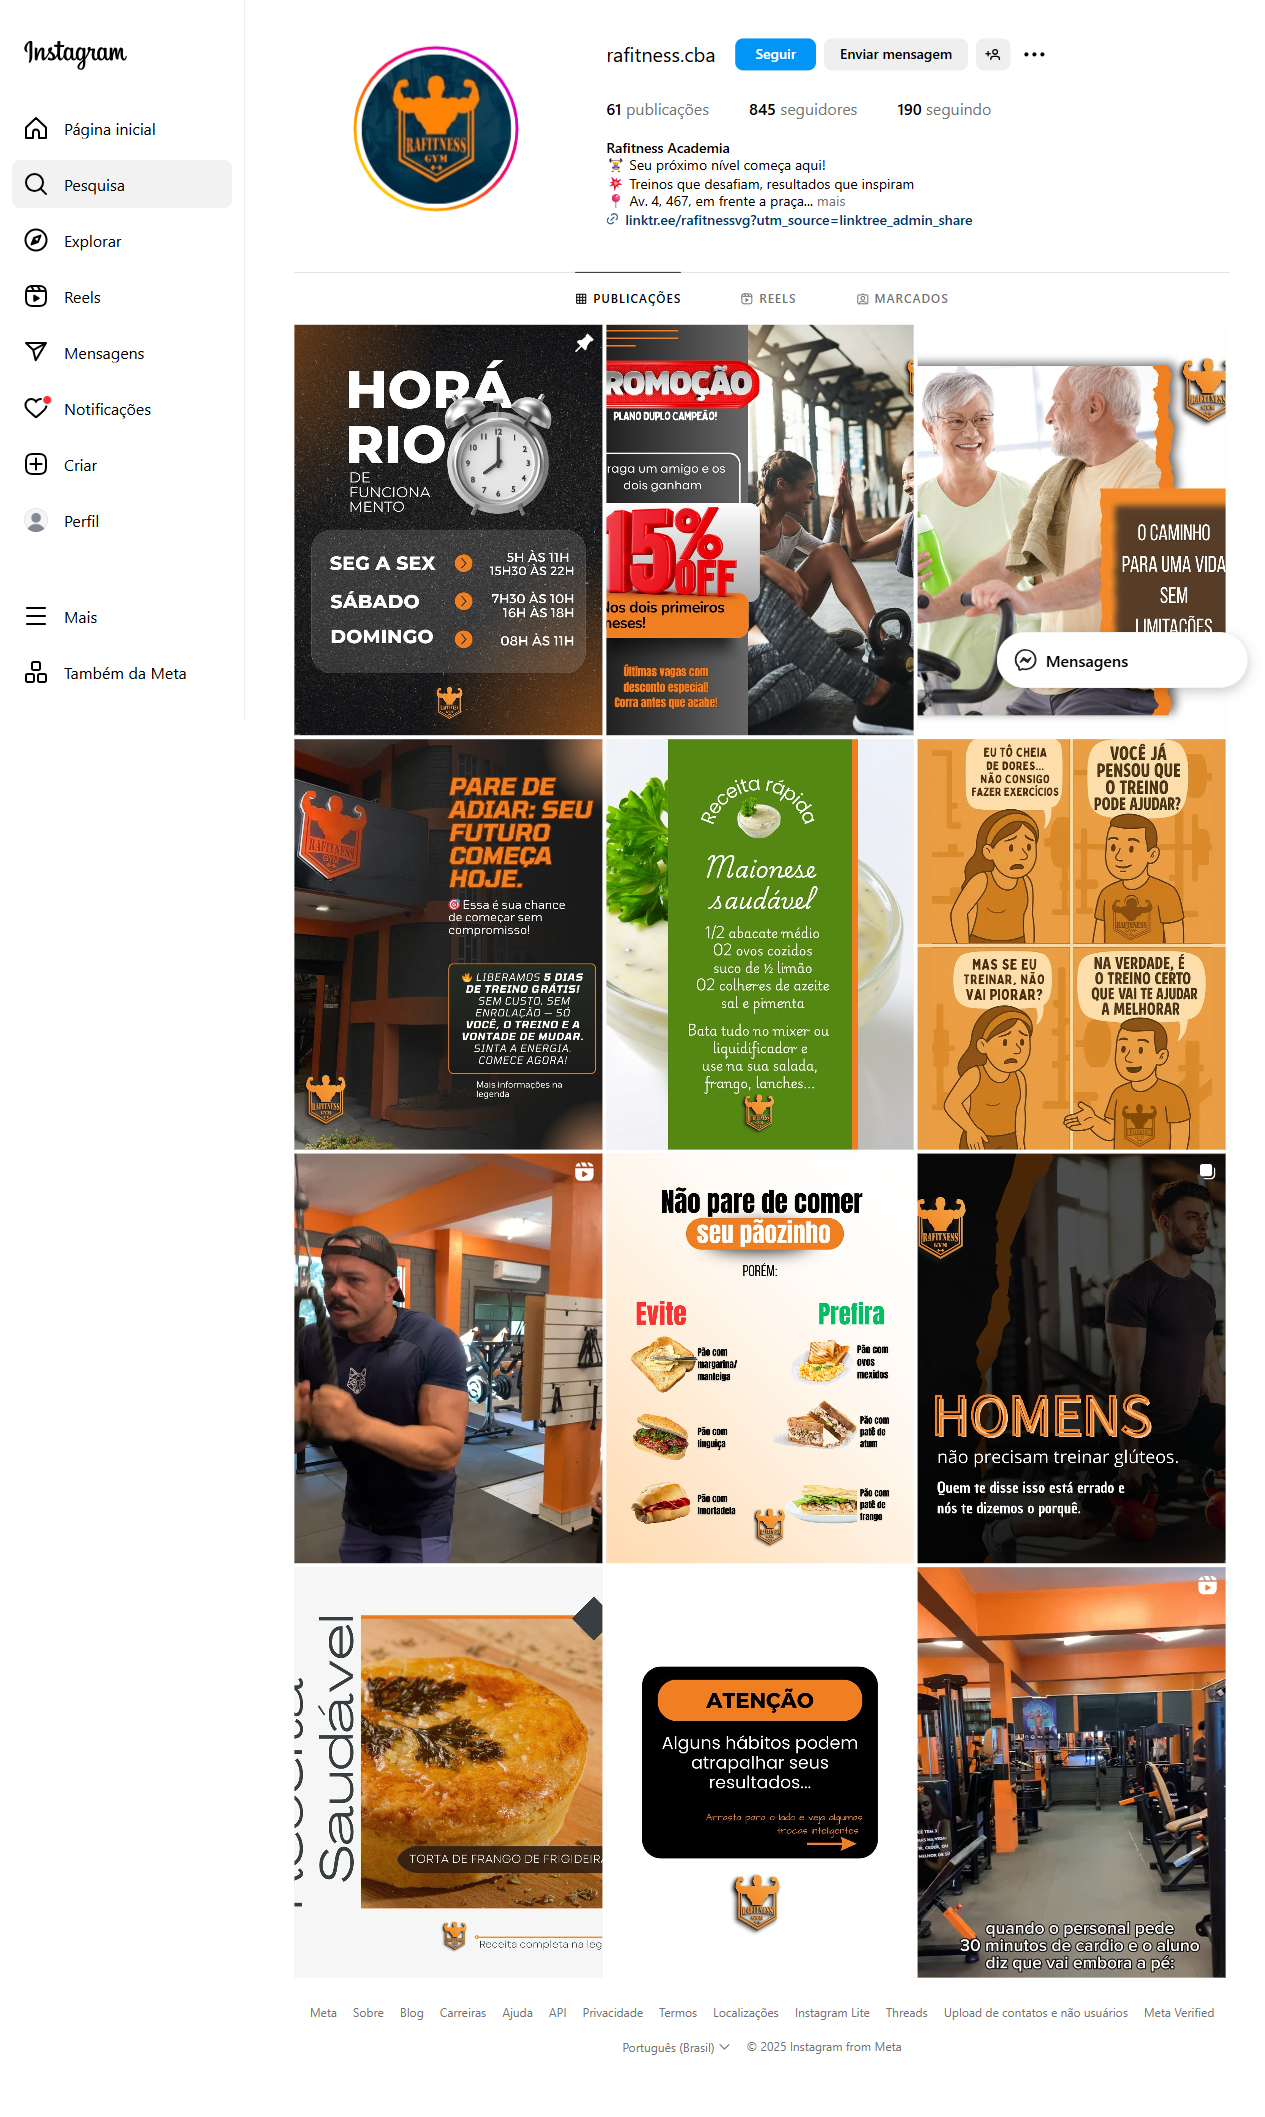 Instagram
Página inicial
Pesquisa
Explorar
Reels
Mensagens
Notificações
Criar
Perfil
Mais
Também da Meta
rafitness.cba
Seguir
Enviar mensagem
61 publicações
845 seguidores
190 seguindo
Rafitness Academia
Seu próximo nível começa aqui!
Treinos que desafiam, resultados que inspiram
Av. 4, 467, em frente a praça... mais
linktr.ee/rafitnessvg?utm_source=linktree_admin_share
RAFITNESS
GYM
PUBLICAÇÕES
REELS
MARCADOS
HORÁ
RIO
DE
FUNCIONA
MENTO
SEG A SEX
5H ÀS 11H
15H30 ÀS 22H
SÁBADO
7H30 ÀS 10H
16H ÀS 18H
DOMINGO
08H ÀS 11H
ROMOÇÃO
PLANO DUPLO CAMPEÃO!
raga um amigo e os
dois ganham
15%
OFF
Nos dois primeiros
meses!
Últimas vagas com
desconto especial!
Corra antes que acabe!
O CAMINHO
PARA UMA VIDA
SEM
LIMITAÇÕES
Mensagens
RAFITNESS
GYM
PARE DE
ADIAR: SEU
FUTURO
COMEÇA
HOJE.
Essa é sua chance
de começar sem
compromisso!
LIBERAMOS 5 DIAS
DE TREINO GRÁTIS!
SEM CUSTO. SEM
ENROLAÇÃO — SÓ
VOCÊ, O TREINO E A
VONTADE DE MUDAR.
SINTA A ENERGIA.
COMECE AGORA!
Mais informações na
legenda
Receita rápida
Maionese
saudável
1/2 abacate médio
02 ovos cozidos
suco de ½ limão
02 colheres de azeite
sal e pimenta
Bata tudo no mixer ou
liquidificador e
use na sua salada,
frango, lanches...
EU TÔ CHEIA
DE DORES...
NÃO CONSIGO
FAZER EXERCÍCIOS
VOCÊ JÁ
PENSOU QUE
O TREINO
PODE AJUDAR?
MAS SE EU
TREINAR, NÃO
VAI PIORAR?
NA VERDADE, É
O TREINO CERTO
QUE VAI TE AJUDAR
A MELHORAR
Não pare de comer
seu pãozinho
PORÉM:
Evite
Prefira
Pão com
margarina/
manteiga
Pão com
ovos
mexidos
Pão com
linguiça
Pão com
patê de
atum
Pão com
mortadela
Pão com
patê de
frango
RAFITNESS
GYM
HOMENS
não precisam treinar glúteos.
Quem te disse isso está errado e
nós te dizemos o porquê.
Receita
Saudável
TORTA DE FRANGO DE FRIGIDEIRA
Receita completa na leg
ATENÇÃO
Alguns hábitos podem
atrapalhar seus
resultados...
Arrasta para o lado e veja algumas
trocas inteligentes
quando o personal pede
30 minutos de cardio e o aluno
diz que vai embora a pé:
Meta
Sobre
Blog
Carreiras
Ajuda
API
Privacidade
Termos
Localizações
Instagram Lite
Threads
Upload de contatos e não usuários
Meta Verified
Português (Brasil)
© 2025 Instagram from Meta